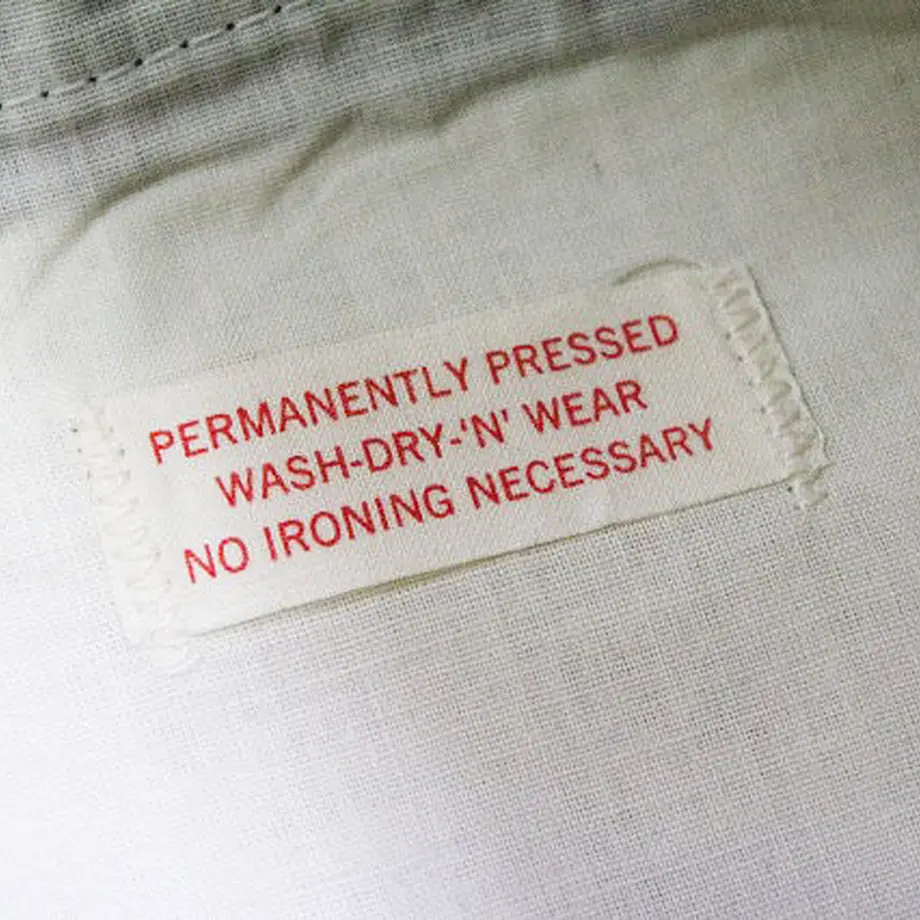 PERMANENTLY PRESSED
WASH-DRY-‘N’ WEAR
NO IRONING NECESSARY